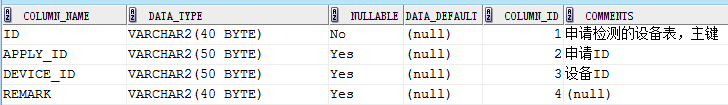 COLUMN_NAME DATA_TYPE NULLABLE DATA_DEFAULT COLUMN_ID COMMENTS
ID VARCHAR2(40 BYTE) No (null) 1 申请检测的设备表，主键
APPLY_ID VARCHAR2(50 BYTE) Yes (null) 2 申请ID
DEVICE_ID VARCHAR2(50 BYTE) Yes (null) 3 设备ID
REMARK VARCHAR2(40 BYTE) Yes (null) 4 (null)